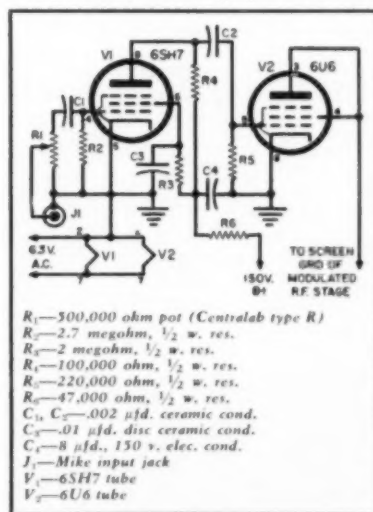 V1 6SH7
C2
V2 6U6
C1
R1
R2
R4
C3
R3
R5
C4
J1
R6
6.3V.
A.C.
V1
V2
150V.
B+
TO SCREEN
GRD OF
MODULATED
R.F. STAGE
R₁—500,000 ohm pot (Centralab type R)
R₂—2.7 megohm, ½ w. res.
R₃—2 megohm, ½ w. res.
R₄—100,000 ohm, ½ w. res.
R₅—220,000 ohm, ½ w. res.
R₆—47,000 ohm, ½ w. res.
C₁, C₂—.002 μfd. ceramic cond.
C₃—.01 μfd. disc ceramic cond.
C₄—8 μfd., 150 v. elec. cond.
J₁—Mike input jack
V₁—6SH7 tube
V₂—6U6 tube